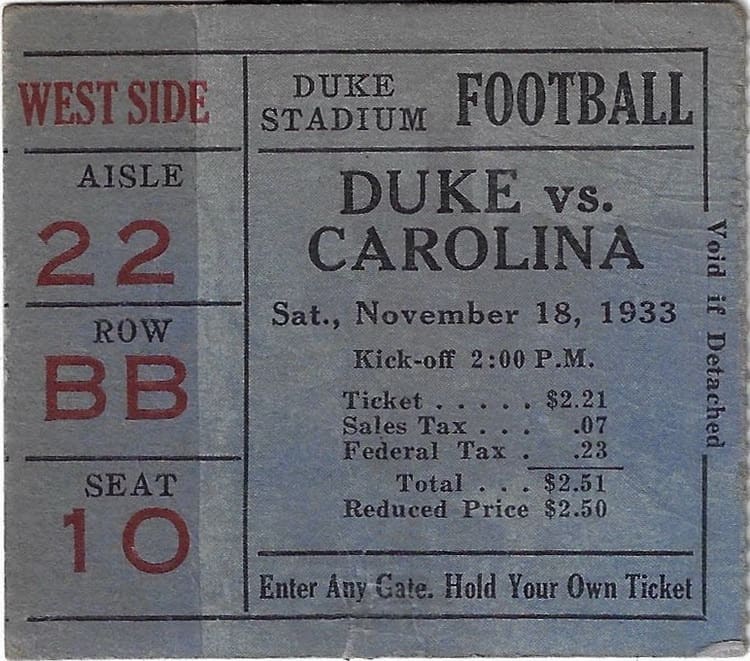 WEST SIDE
AISLE
22
ROW
BB
SEAT
10
DUKE
STADIUM
FOOTBALL
DUKE vs.
CAROLINA
Sat., November 18, 1933
Kick-off 2:00 P.M.
Ticket . . . . . $2.21
Sales Tax . . . .07
Federal Tax . .23
Total . . . $2.51
Reduced Price $2.50
Enter Any Gate. Hold Your Own Ticket
Void if Detached